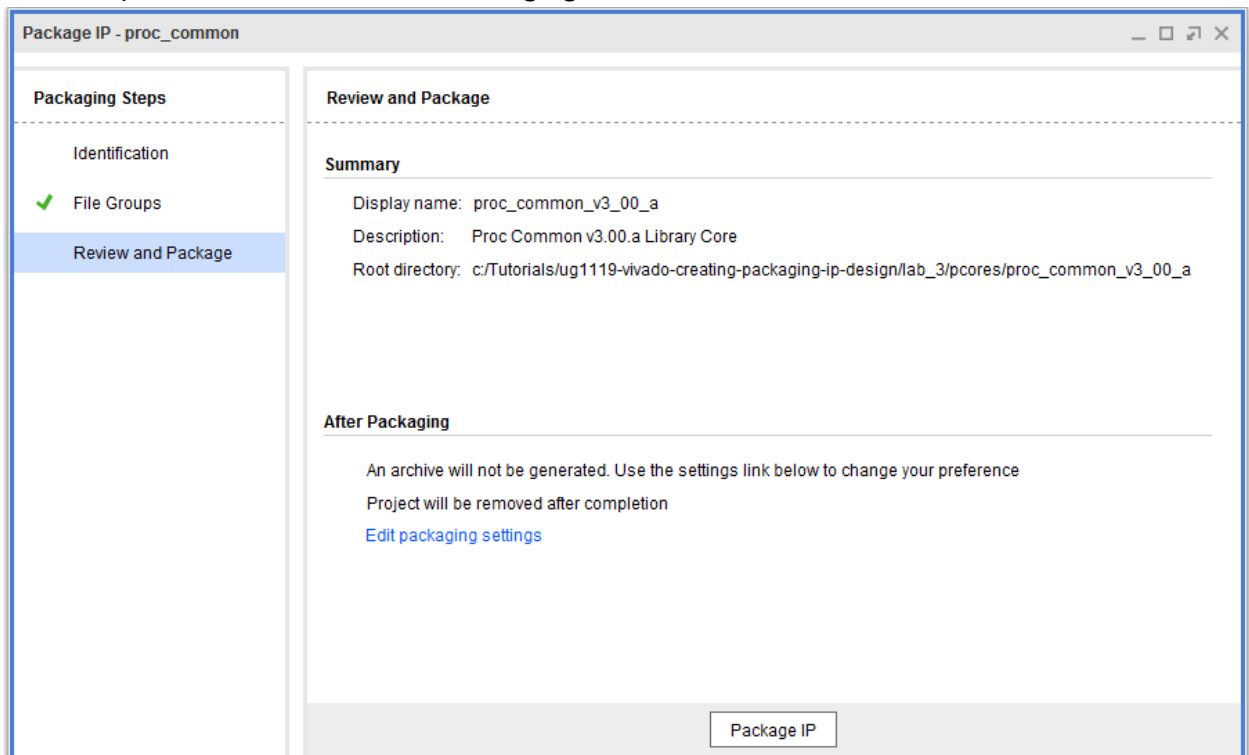 Package IP - proc_common
Packaging Steps
Identification
File Groups
Review and Package
Review and Package
Summary
Display name: proc_common_v3_00_a
Description: Proc Common v3.00.a Library Core
Root directory: c:/Tutorials/ug1119-vivado-creating-packaging-ip-design/lab_3/pcores/proc_common_v3_00_a
After Packaging
An archive will not be generated. Use the settings link below to change your preference
Project will be removed after completion
Edit packaging settings
Package IP